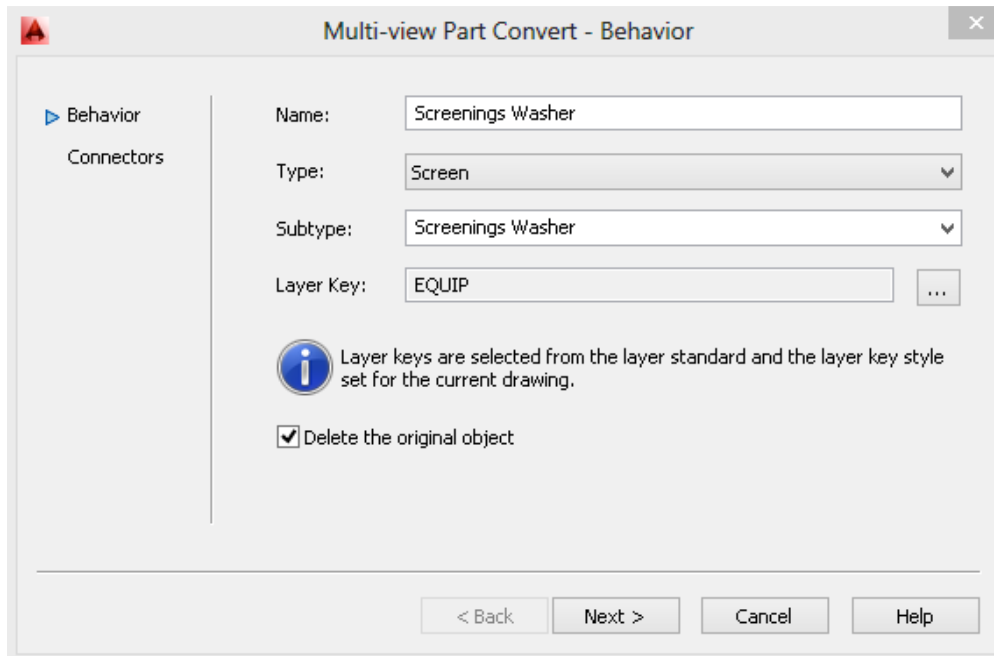 Multi-view Part Convert - Behavior
Behavior
Connectors
Name: Screenings Washer
Type: Screen
Subtype: Screenings Washer
Layer Key: EQUIP ...
Layer keys are selected from the layer standard and the layer key style
set for the current drawing.
Delete the original object
< Back Next > Cancel Help